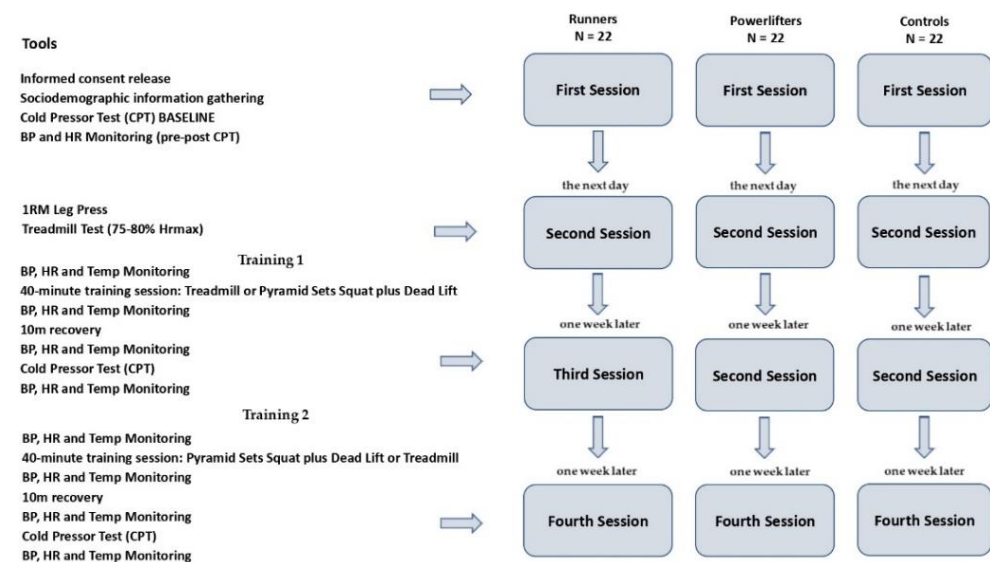 Runners
N = 22
Powerlifters
N = 22
Controls
N = 22
Tools
Informed consent release
Sociodemographic information gathering
Cold Pressor Test (CPT) BASELINE
BP and HR Monitoring (pre-post CPT)
First Session
First Session
First Session
the next day
the next day
the next day
1RM Leg Press
Treadmill Test (75-80% Hrmax)
Second Session
Second Session
Second Session
Training 1
BP, HR and Temp Monitoring
40-minute training session: Treadmill or Pyramid Sets Squat plus Dead Lift
BP, HR and Temp Monitoring
10m recovery
BP, HR and Temp Monitoring
Cold Pressor Test (CPT)
BP, HR and Temp Monitoring
one week later
one week later
one week later
Third Session
Second Session
Second Session
Training 2
BP, HR and Temp Monitoring
40-minute training session: Pyramid Sets Squat plus Dead Lift or Treadmill
BP, HR and Temp Monitoring
10m recovery
BP, HR and Temp Monitoring
Cold Pressor Test (CPT)
BP, HR and Temp Monitoring
one week later
one week later
one week later
Fourth Session
Fourth Session
Fourth Session